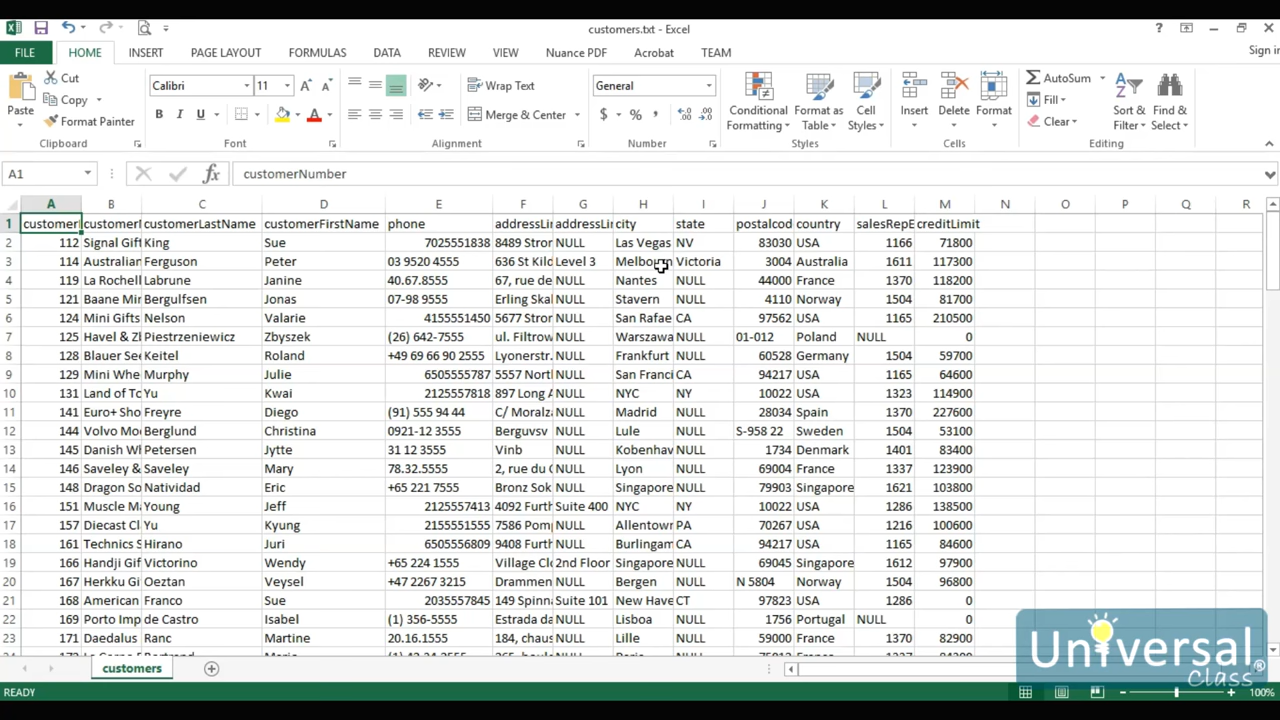 customers.txt - Excel
Sign in
FILE HOME INSERT PAGE LAYOUT FORMULAS DATA REVIEW VIEW Nuance PDF Acrobat TEAM
Paste Cut Copy Format Painter Clipboard
Calibri 11 B I U A Font
Wrap Text Merge & Center Alignment
General $ % , Number
Conditional Formatting Format as Table Cell Styles Styles
Insert Delete Format Cells
AutoSum Fill Clear Sort & Filter Find & Select Editing
A1 fx customerNumber
A B C D E F G H I J K L M N O P Q R
1 customerl customerl customerLastName customerFirstName phone addressLin addressLin city state postalcod country salesRepE creditLimit
2 112 Signal Gift King Sue 7025551838 8489 Stron NULL Las Vegas NV 83030 USA 1166 71800
3 114 Australian Ferguson Peter 03 9520 4555 636 St Kild Level 3 Melbourn Victoria 3004 Australia 1611 117300
4 119 La Rochell Labrune Janine 40.67.8555 67, rue de NULL Nantes NULL 44000 France 1370 118200
5 121 Baane Min Bergulfsen Jonas 07-98 9555 Erling Skal NULL Stavern NULL 4110 Norway 1504 81700
6 124 Mini Gifts Nelson Valarie 4155551450 5677 Stron NULL San Rafae CA 97562 USA 1165 210500
7 125 Havel & Zl Piestrzeniewicz Zbyszek (26) 642-7555 ul. Filtrow NULL Warszawa NULL 01-012 Poland NULL 0
8 128 Blauer See Keitel Roland +49 69 66 90 2555 Lyonerstr. NULL Frankfurt NULL 60528 Germany 1504 59700
9 129 Mini Whe Murphy Julie 6505555787 5557 North NULL San Franci CA 94217 USA 1165 64600
10 131 Land of To Yu Kwai 2125557818 897 Long A NULL NYC NY 10022 USA 1323 114900
11 141 Euro+ Sho Freyre Diego (91) 555 94 44 C/ Moralz NULL Madrid NULL 28034 Spain 1370 227600
12 144 Volvo Mo Berglund Christina 0921-12 3555 Berguvsv NULL Lule NULL S-958 22 Sweden 1504 53100
13 145 Danish W Petersen Jytte 31 12 3555 Vinb NULL Kobenhav NULL 1734 Denmark 1401 83400
14 146 Saveley & Saveley Mary 78.32.5555 2, rue du C NULL Lyon NULL 69004 France 1337 123900
15 148 Dragon So Natividad Eric +65 221 7555 Bronz Sok NULL Singapore NULL 79903 Singapore 1621 103800
16 151 Muscle M Young Jeff 2125557413 4092 Furth Suite 400 NYC NY 10022 USA 1286 138500
17 157 Diecast Cl Yu Kyung 2155551555 7586 Pomp NULL Allentown PA 70267 USA 1216 100600
18 161 Technics S Hirano Juri 6505556809 9408 Furth NULL Burlingam CA 94217 USA 1165 84600
19 166 Handji Gif Victorino Wendy +65 224 1555 Village Clo 2nd Floor Singapore NULL 69045 Singapore 1612 97900
20 167 Herkku Gi Oeztan Veysel +47 2267 3215 Drammen NULL Bergen NULL N 5804 Norway 1504 96800
21 168 American Franco Sue 2035557845 149 Spinn Suite 101 New Have CT 97823 USA 1286 0
22 169 Porto Imp de Castro Isabel (1) 356-5555 Estrada da NULL Lisboa NULL 1756 Portugal NULL 0
23 171 Daedalus Ranc Martine 20.16.1555 184, chaus NULL Lille NULL 59000 France 1370 82900
customers
READY 100%
Universal
Class®